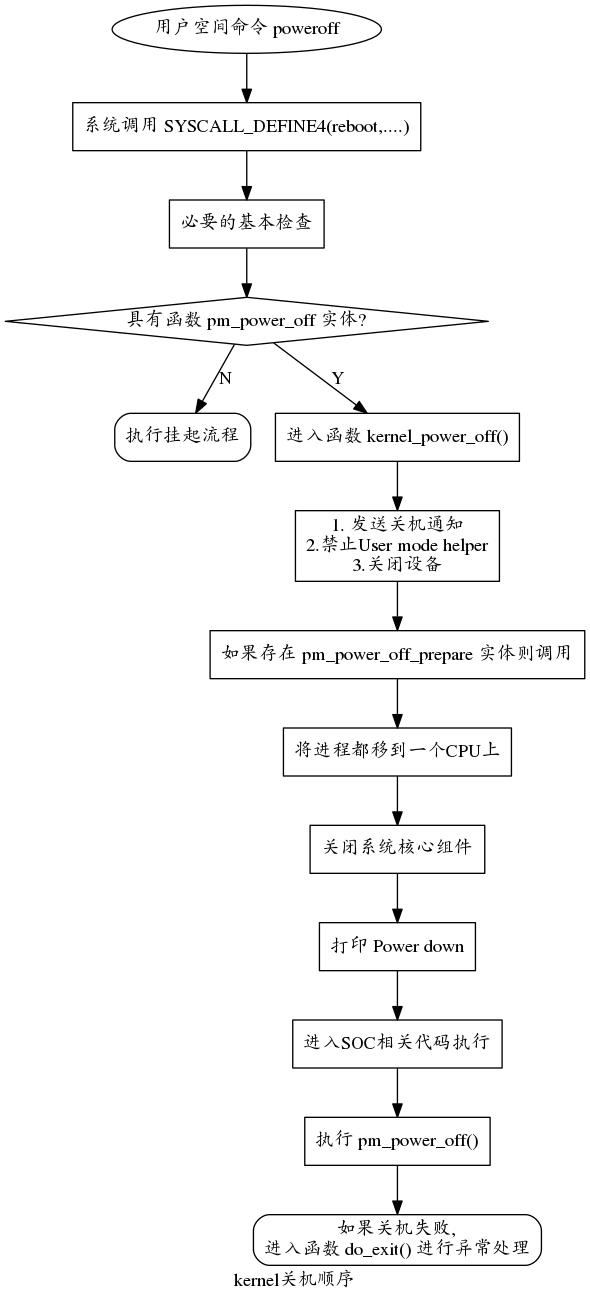 用户空间命令 poweroff
系统调用 SYSCALL_DEFINE4(reboot,....)
必要的基本检查
具有函数 pm_power_off 实体?
N
Y
执行挂起流程
进入函数 kernel_power_off()
1. 发送关机通知
2.禁止User mode helper
3.关闭设备
如果存在 pm_power_off_prepare 实体则调用
将进程都移到一个CPU上
关闭系统核心组件
打印 Power down
进入SOC相关代码执行
执行 pm_power_off()
如果关机失败,
进入函数 do_exit() 进行异常处理
kernel关机顺序